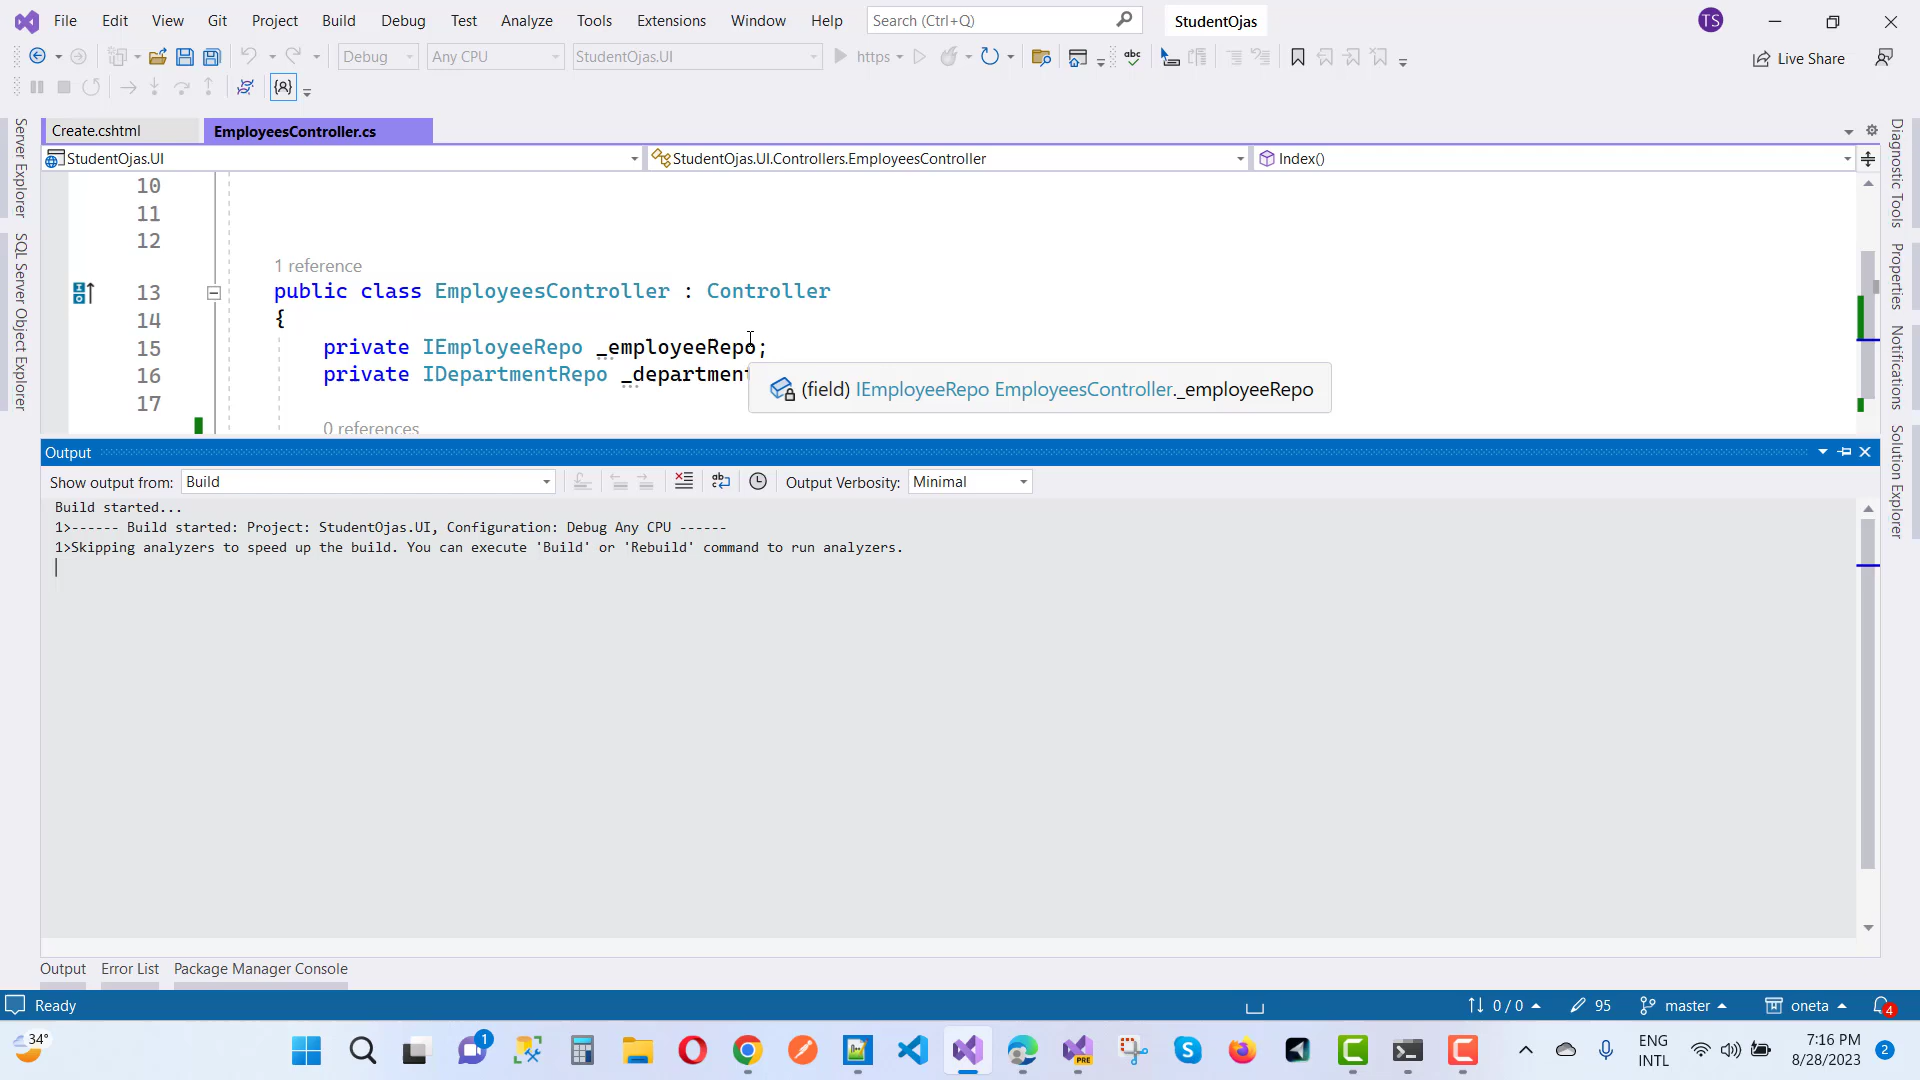 File Edit View Git Project Build Debug Test Analyze Tools Extensions Window Help Search (Ctrl+Q) StudentOjas TS
Debug Any CPU StudentOjas.UI https abc Live Share
Create.cshtml EmployeesController.cs
StudentOjas.UI StudentOjas.UI.Controllers.EmployeesController Index()
10
11
12
1 reference
13 public class EmployeesController : Controller
14 {
15 private IEmployeeRepo _employeeRepo;
16 private IDepartmentRepo _department
(field) IEmployeeRepo EmployeesController._employeeRepo
17
0 references
Server Explorer
SQL Server Object Explorer
Diagnostic Tools
Properties
Notifications
Solution Explorer
Output
Show output from: Build Output Verbosity: Minimal
Build started...
1>------ Build started: Project: StudentOjas.UI, Configuration: Debug Any CPU ------
1>Skipping analyzers to speed up the build. You can execute 'Build' or 'Rebuild' command to run analyzers.
Output Error List Package Manager Console
Ready 0 / 0 95 master oneta 4
34° 1 PRE ENG INTL 7:16 PM 8/28/2023 2